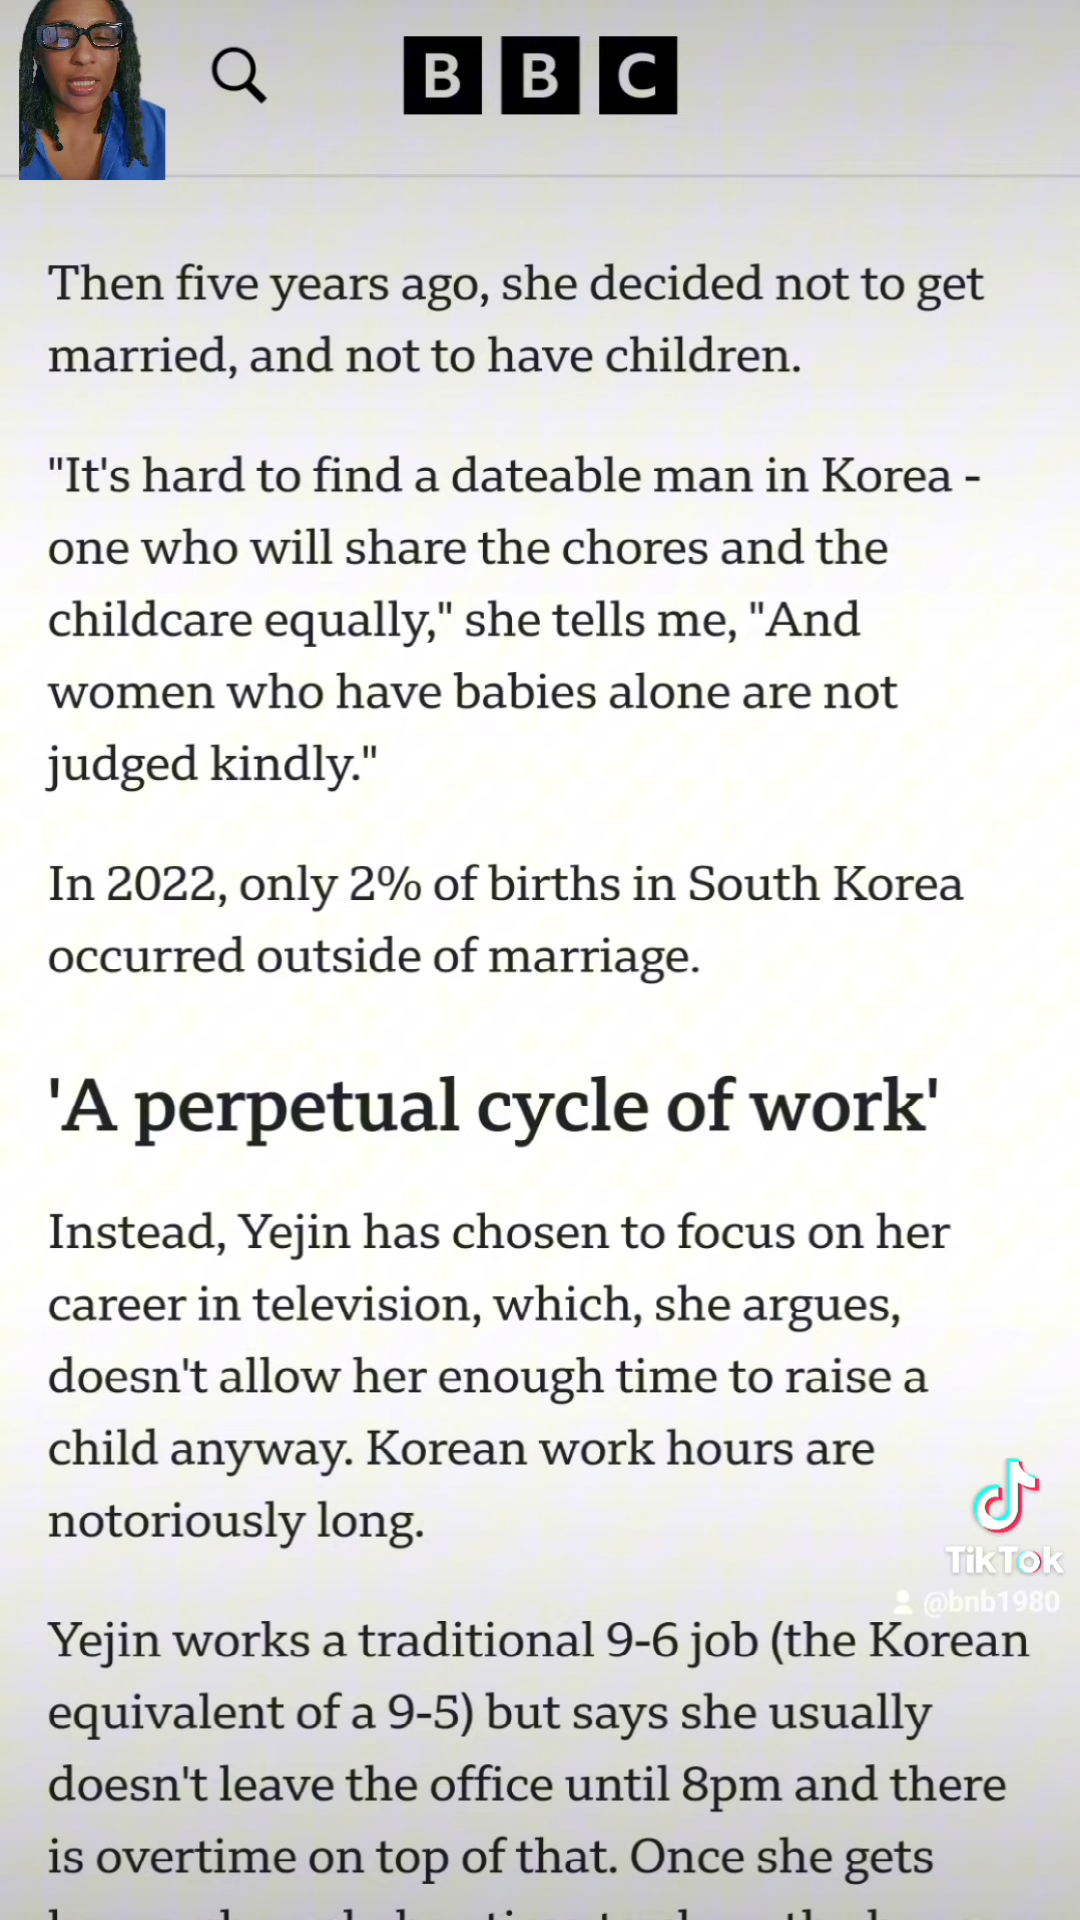 BBC
Then five years ago, she decided not to get
married, and not to have children.
"It's hard to find a dateable man in Korea -
one who will share the chores and the
childcare equally," she tells me, "And
women who have babies alone are not
judged kindly."
In 2022, only 2% of births in South Korea
occurred outside of marriage.
'A perpetual cycle of work'
Instead, Yejin has chosen to focus on her
career in television, which, she argues,
doesn't allow her enough time to raise a
child anyway. Korean work hours are
notoriously long.
TikTok
@bnb1980
Yejin works a traditional 9-6 job (the Korean
equivalent of a 9-5) but says she usually
doesn't leave the office until 8pm and there
is overtime on top of that. Once she gets